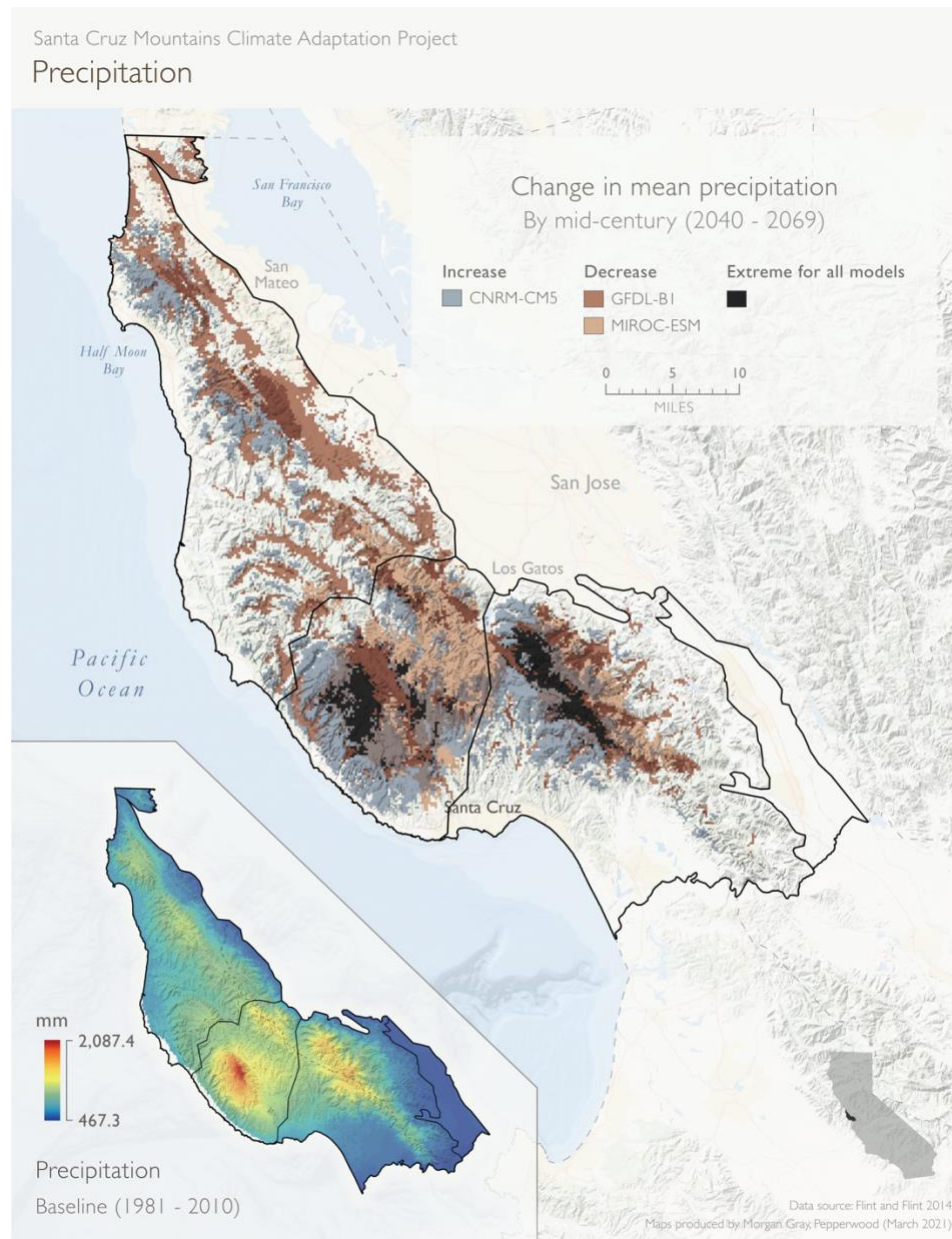 Santa Cruz Mountains Climate Adaptation Project
Precipitation
San Francisco
Bay
San
Mateo
Half Moon
Bay
Change in mean precipitation
By mid-century (2040 - 2069)
Increase
CNRM-CM5
Decrease
GFDL-B1
MIROC-ESM
Extreme for all models
0 5 10
MILES
San Jose
Los Gatos
Pacific
Ocean
Santa Cruz
mm
2,087.4
467.3
Precipitation
Baseline (1981 - 2010)
Data source: Flint and Flint 2014
Maps produced by Morgan Gray, Pepperwood (March 2021)